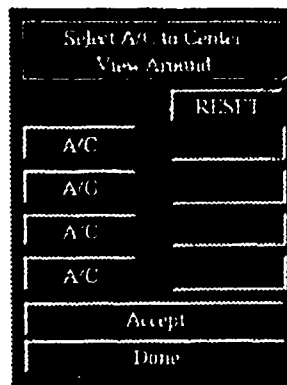 Select A/C to Center
View Around
RESET
A/C
A/C
A/C
A/C
Accept
Done